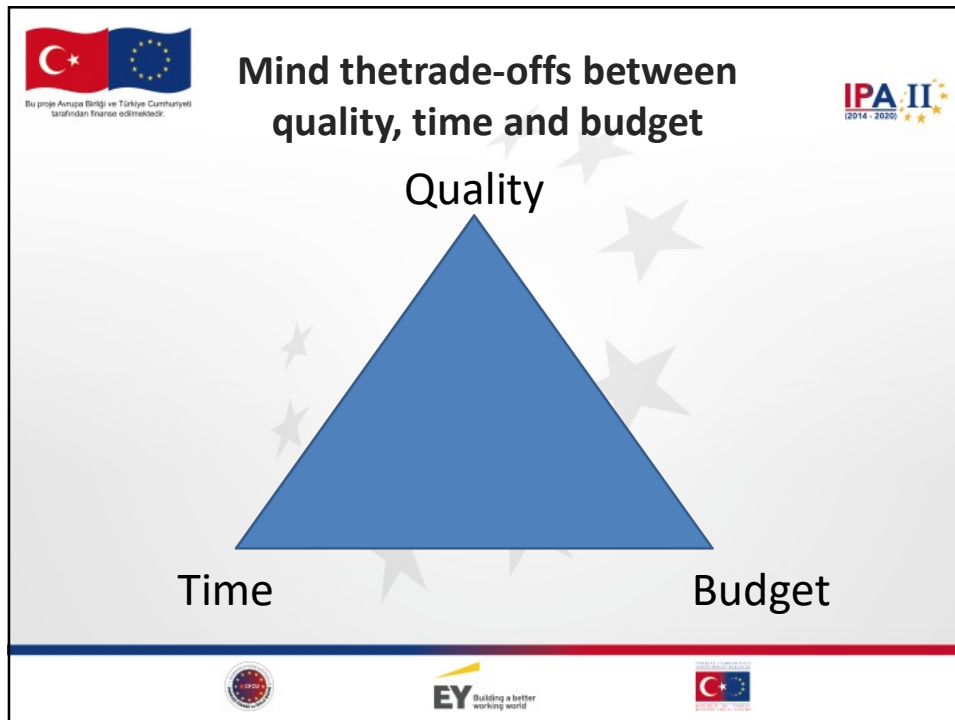 Bu proje Avrupa Birliği ve Türkiye Cumhuriyeti
tarafından finanse edilmektedir.
Mind thetrade-offs between
quality, time and budget
IPA II
(2014 - 2020)
Quality
Time
Budget
CFCU
EY
Building a better
working world